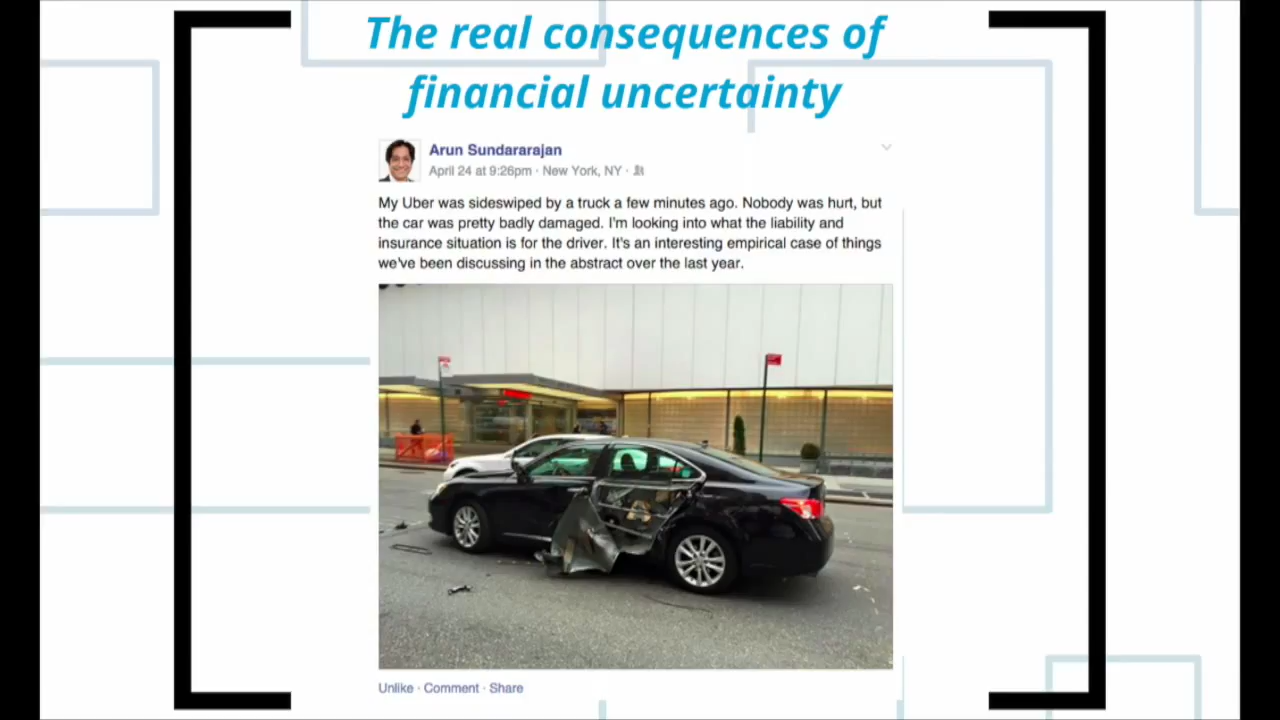 The real consequences of
financial uncertainty
Arun Sundararajan
April 24 at 9:26pm · New York, NY ·
My Uber was sideswiped by a truck a few minutes ago. Nobody was hurt, but
the car was pretty badly damaged. I'm looking into what the liability and
insurance situation is for the driver. It's an interesting empirical case of things
we've been discussing in the abstract over the last year.
Unlike · Comment · Share